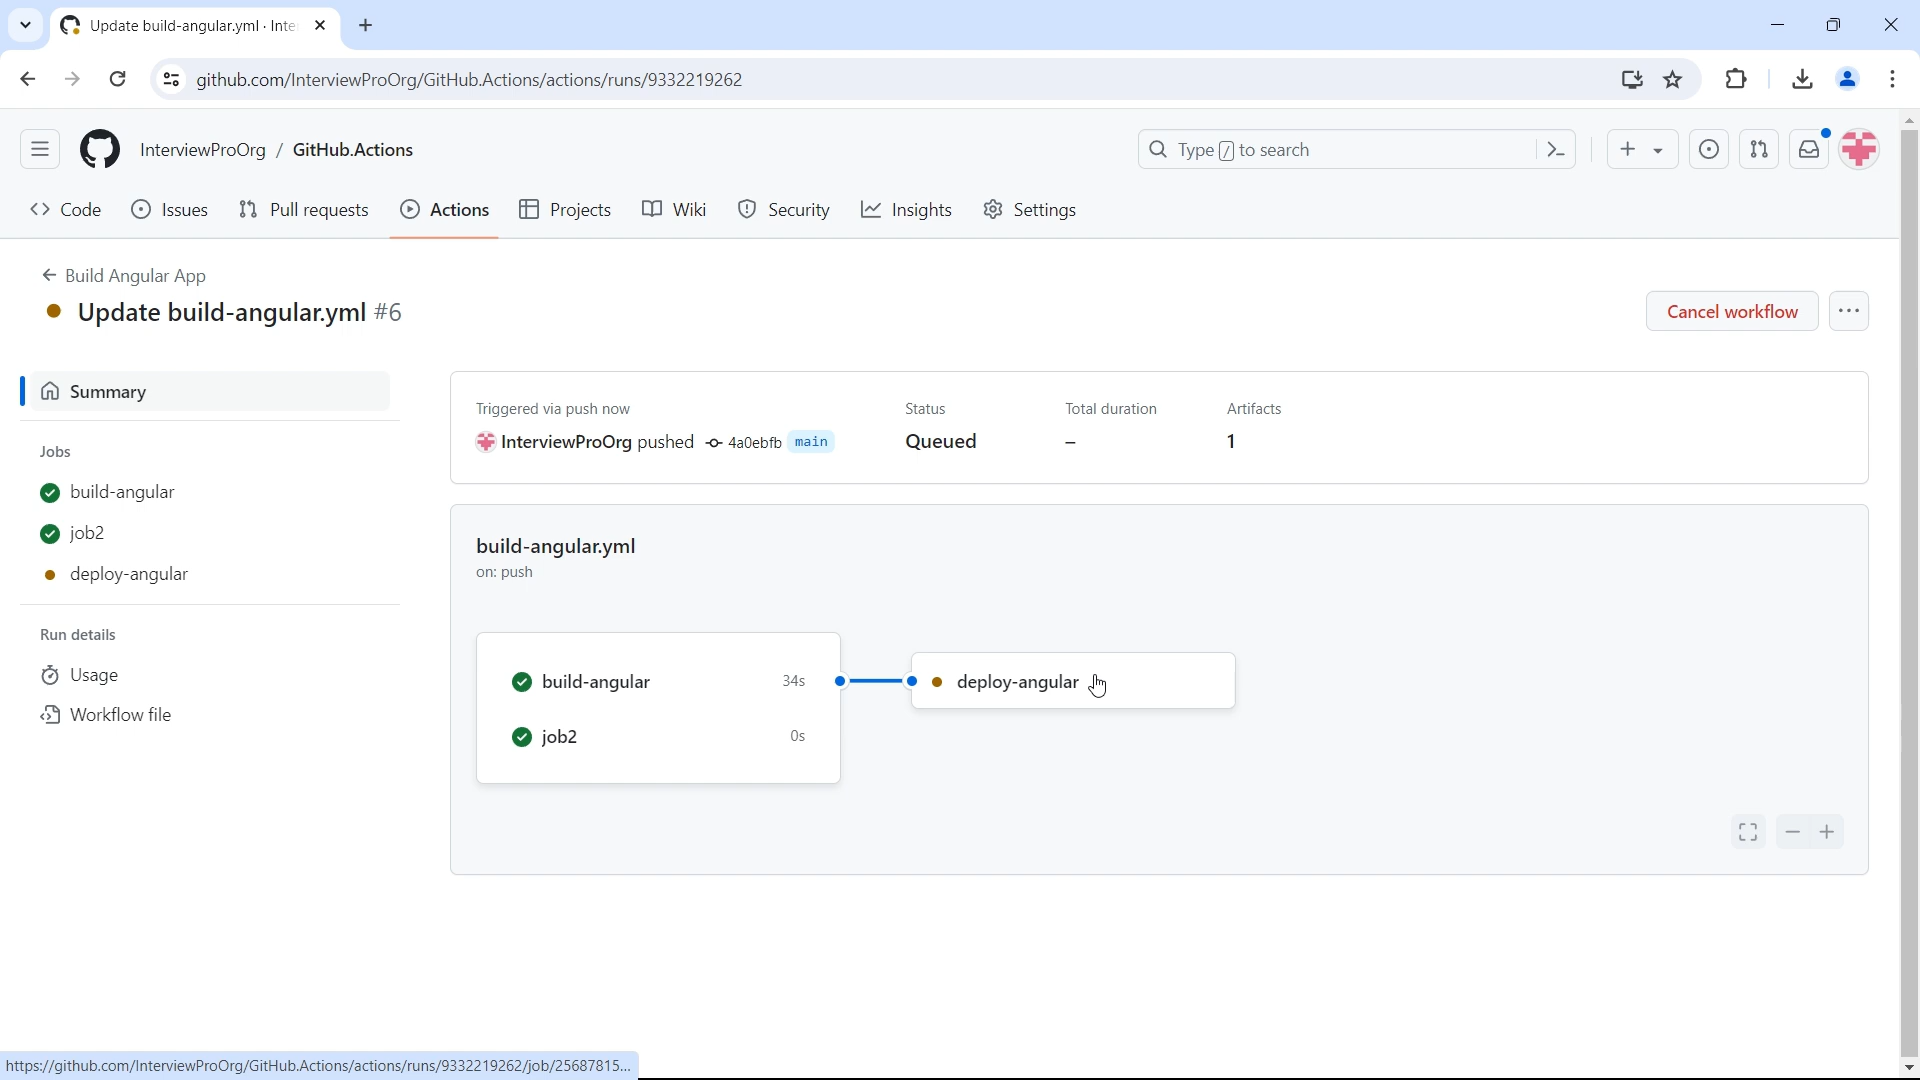 Update build-angular.yml · Inte
github.com/InterviewProOrg/GitHub.Actions/actions/runs/9332219262
InterviewProOrg / GitHub.Actions
Type / to search
Code Issues Pull requests Actions Projects Wiki Security Insights Settings
Build Angular App
Update build-angular.yml #6
Cancel workflow
Summary
Jobs
build-angular
job2
deploy-angular
Run details
Usage
Workflow file
Triggered via push now
InterviewProOrg pushed 4a0ebfb main
Status
Queued
Total duration
–
Artifacts
1
build-angular.yml
on: push
build-angular 34s
job2 0s
deploy-angular
https://github.com/InterviewProOrg/GitHub.Actions/actions/runs/9332219262/job/25687815...